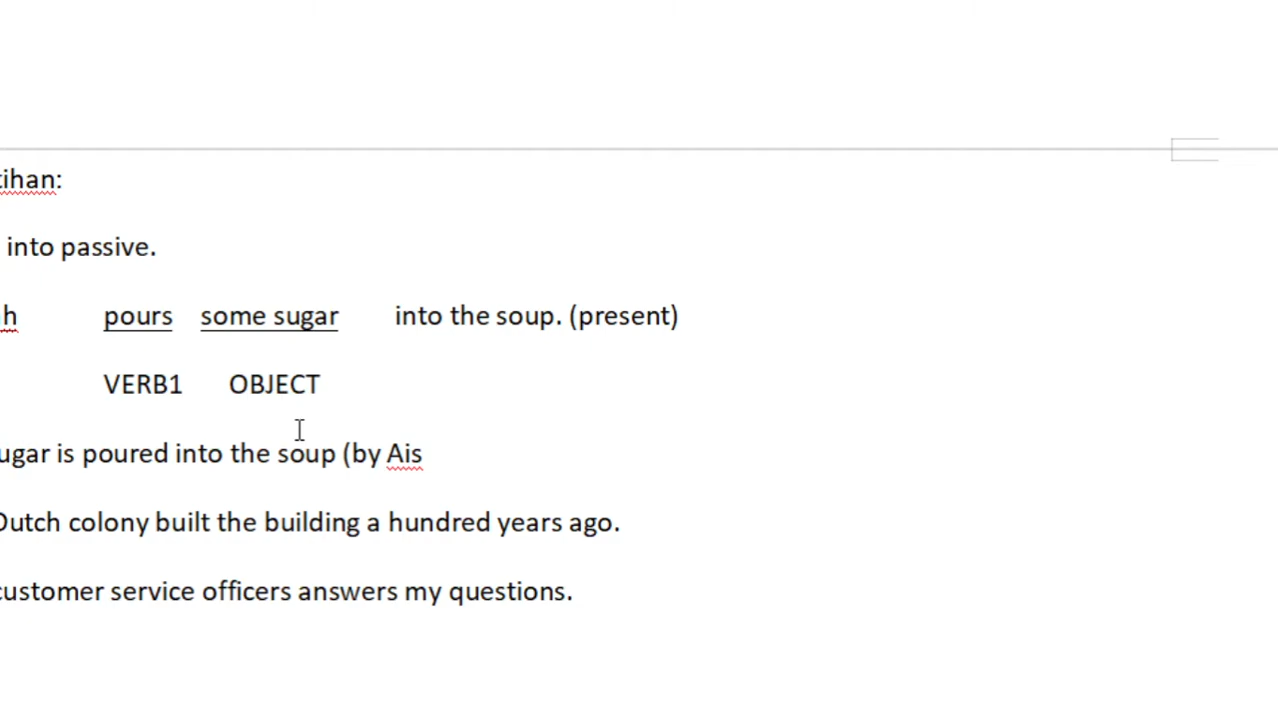 tihan:
into passive.
h pours some sugar into the soup. (present)
VERB1 OBJECT
ugar is poured into the soup (by Ais
Dutch colony built the building a hundred years ago.
customer service officers answers my questions.